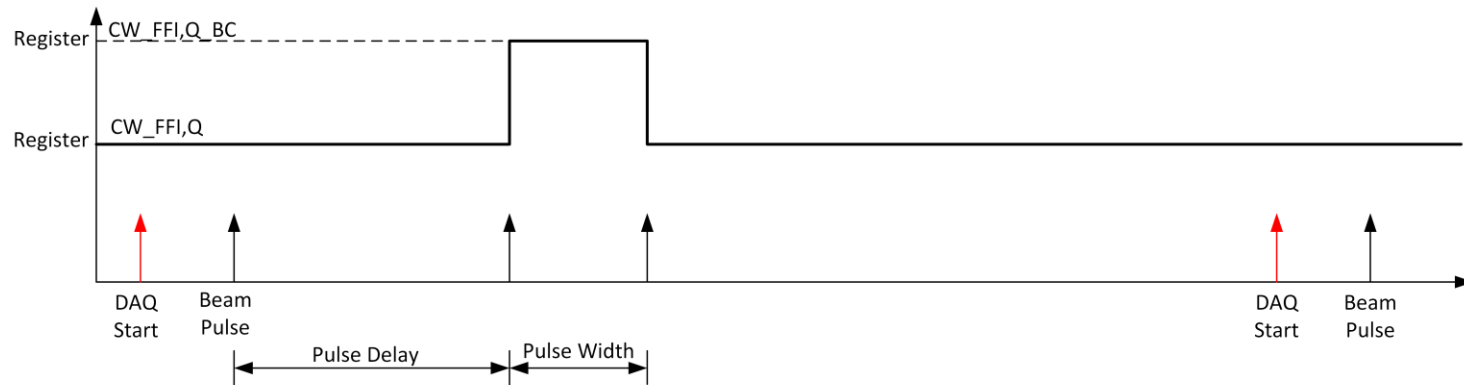 Register
CW_FFI,Q_BC
Register
CW_FFI,Q
DAQ
Start
Beam
Pulse
DAQ
Start
Beam
Pulse
Pulse Delay
Pulse Width